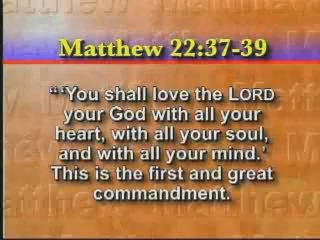 Matthew 22:37-39
“ ‘You shall love the LORD
your God with all your
heart, with all your soul,
and with all your mind.’
This is the first and great
commandment.